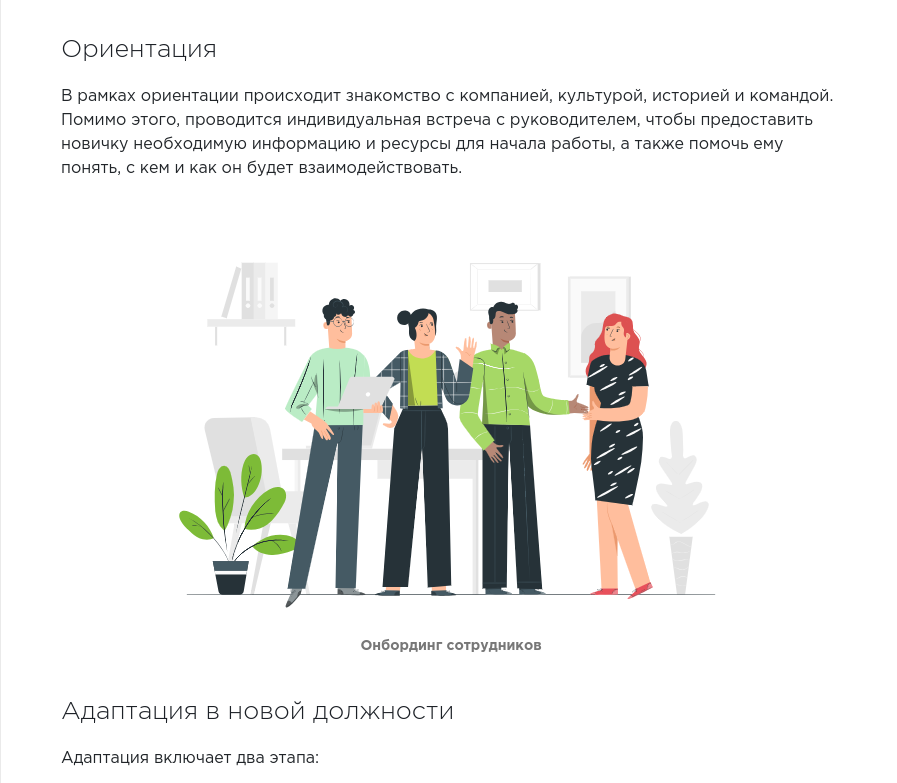 Ориентация
В рамках ориентации происходит знакомство с компанией, культурой, историей и командой.
Помимо этого, проводится индивидуальная встреча с руководителем, чтобы предоставить
новичку необходимую информацию и ресурсы для начала работы, а также помочь ему
понять, с кем и как он будет взаимодействовать.
Онбординг сотрудников
Адаптация в новой должности
Адаптация включает два этапа: